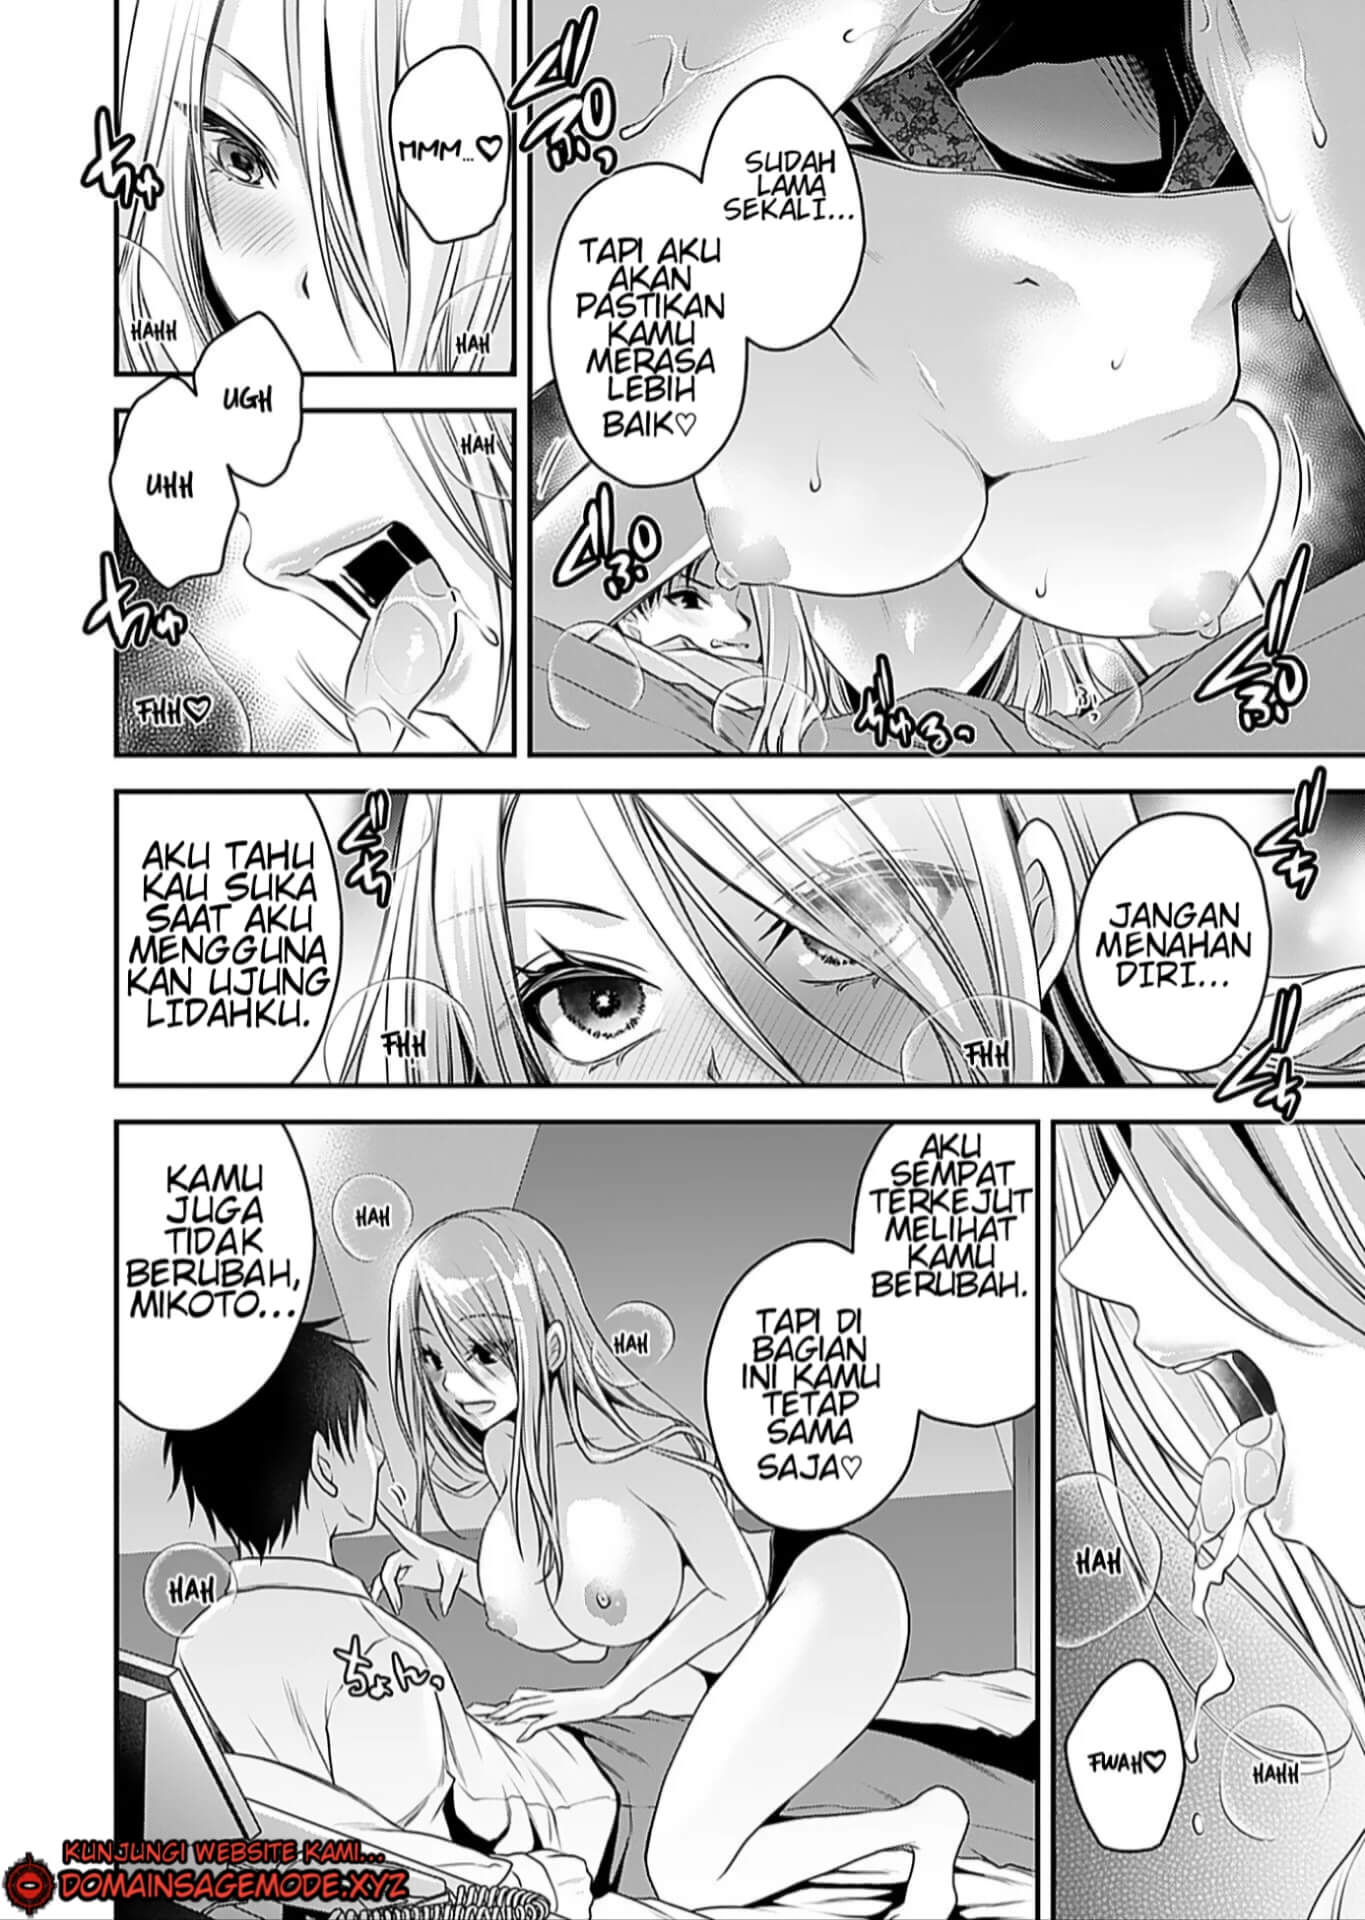 SUDAH
LAMA
SEKALI...
TAPI AKU
AKAN
PASTIKAN
KAMU
MERASA
LEBIH
BAIK♡
MMM...♡
HAHH
HAH
UGH
UHH
HAH
FHH♡
JANGAN
MENAHAN
DIRI...
AKU TAHU
KAU SUKA
SAAT AKU
MENGGUNA
KAN UJUNG
LIDAHKU.
FHH
FHH
HAH
FWAH♡
HAHH
AKU
SEMPAT
TERKEJUT
MELIHAT
KAMU
BERUBAH.
TAPI DI
BAGIAN
INI KAMU
TETAP
SAMA
SAJA♡
KAMU
JUGA
TIDAK
BERUBAH,
MIKOTO...
HAH
HAH
HAH
ちょん
KUNJUNGI WEBSITE KAMI...
DOMAINSAGEMODE.XYZ